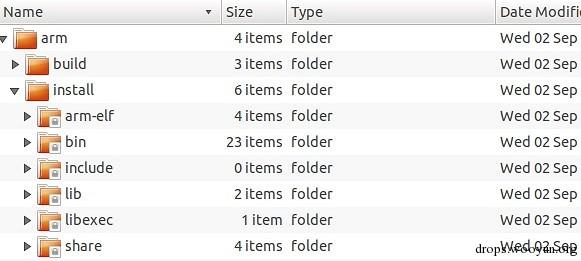 Name Size Type Date Modifi
arm 4 items folder Wed 02 Sep
build 3 items folder Wed 02 Sep
install 6 items folder Wed 02 Sep
arm-elf 4 items folder Wed 02 Sep
bin 23 items folder Wed 02 Sep
include 0 items folder Wed 02 Sep
lib 2 items folder Wed 02 Sep
libexec 1 item folder Wed 02 Sep
share 4 items folder Wed 02 Sep
drops.wooyun.org